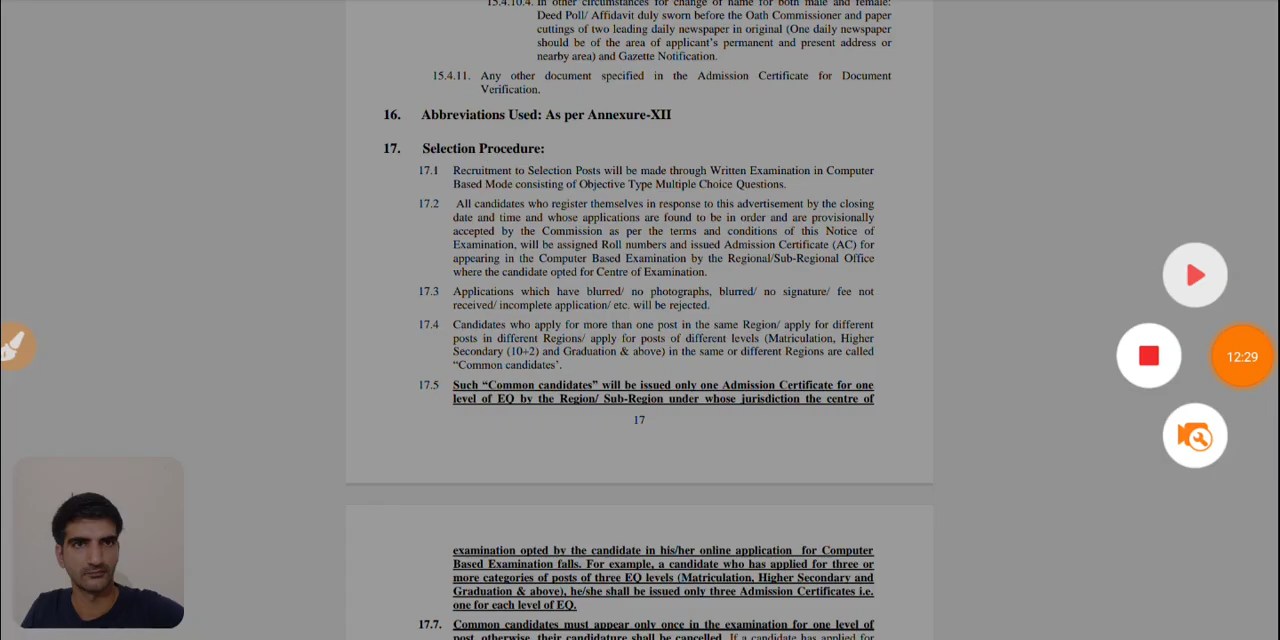 15.4.10.4. In other circumstances for change of name for both male and female:
Deed Poll/ Affidavit duly sworn before the Oath Commissioner and paper
cuttings of two leading daily newspaper in original (One daily newspaper
should be of the area of applicant's permanent and present address or
nearby area) and Gazette Notification.
15.4.11. Any other document specified in the Admission Certificate for Document
Verification.
16. Abbreviations Used: As per Annexure-XII
17. Selection Procedure:
17.1 Recruitment to Selection Posts will be made through Written Examination in Computer
Based Mode consisting of Objective Type Multiple Choice Questions.
17.2 All candidates who register themselves in response to this advertisement by the closing
date and time and whose applications are found to be in order and are provisionally
accepted by the Commission as per the terms and conditions of this Notice of
Examination, will be assigned Roll numbers and issued Admission Certificate (AC) for
appearing in the Computer Based Examination by the Regional/Sub-Regional Office
where the candidate opted for Centre of Examination.
17.3 Applications which have blurred/ no photographs, blurred/ no signature/ fee not
received/ incomplete application/ etc. will be rejected.
17.4 Candidates who apply for more than one post in the same Region/ apply for different
posts in different Regions/ apply for posts of different levels (Matriculation, Higher
Secondary (10+2) and Graduation & above) in the same or different Regions are called
"Common candidates'.
17.5 Such "Common candidates" will be issued only one Admission Certificate for one
level of EQ by the Region/ Sub-Region under whose jurisdiction the centre of
17
12:29
examination opted by the candidate in his/her online application for Computer
Based Examination falls. For example, a candidate who has applied for three or
more categories of posts of three EQ levels (Matriculation, Higher Secondary and
Graduation & above), he/she shall be issued only three Admission Certificates i.e.
one for each level of EQ.
17.7. Common candidates must appear only once in the examination for one level of
post, otherwise, their candidature shall be cancelled. If a candidate has applied for